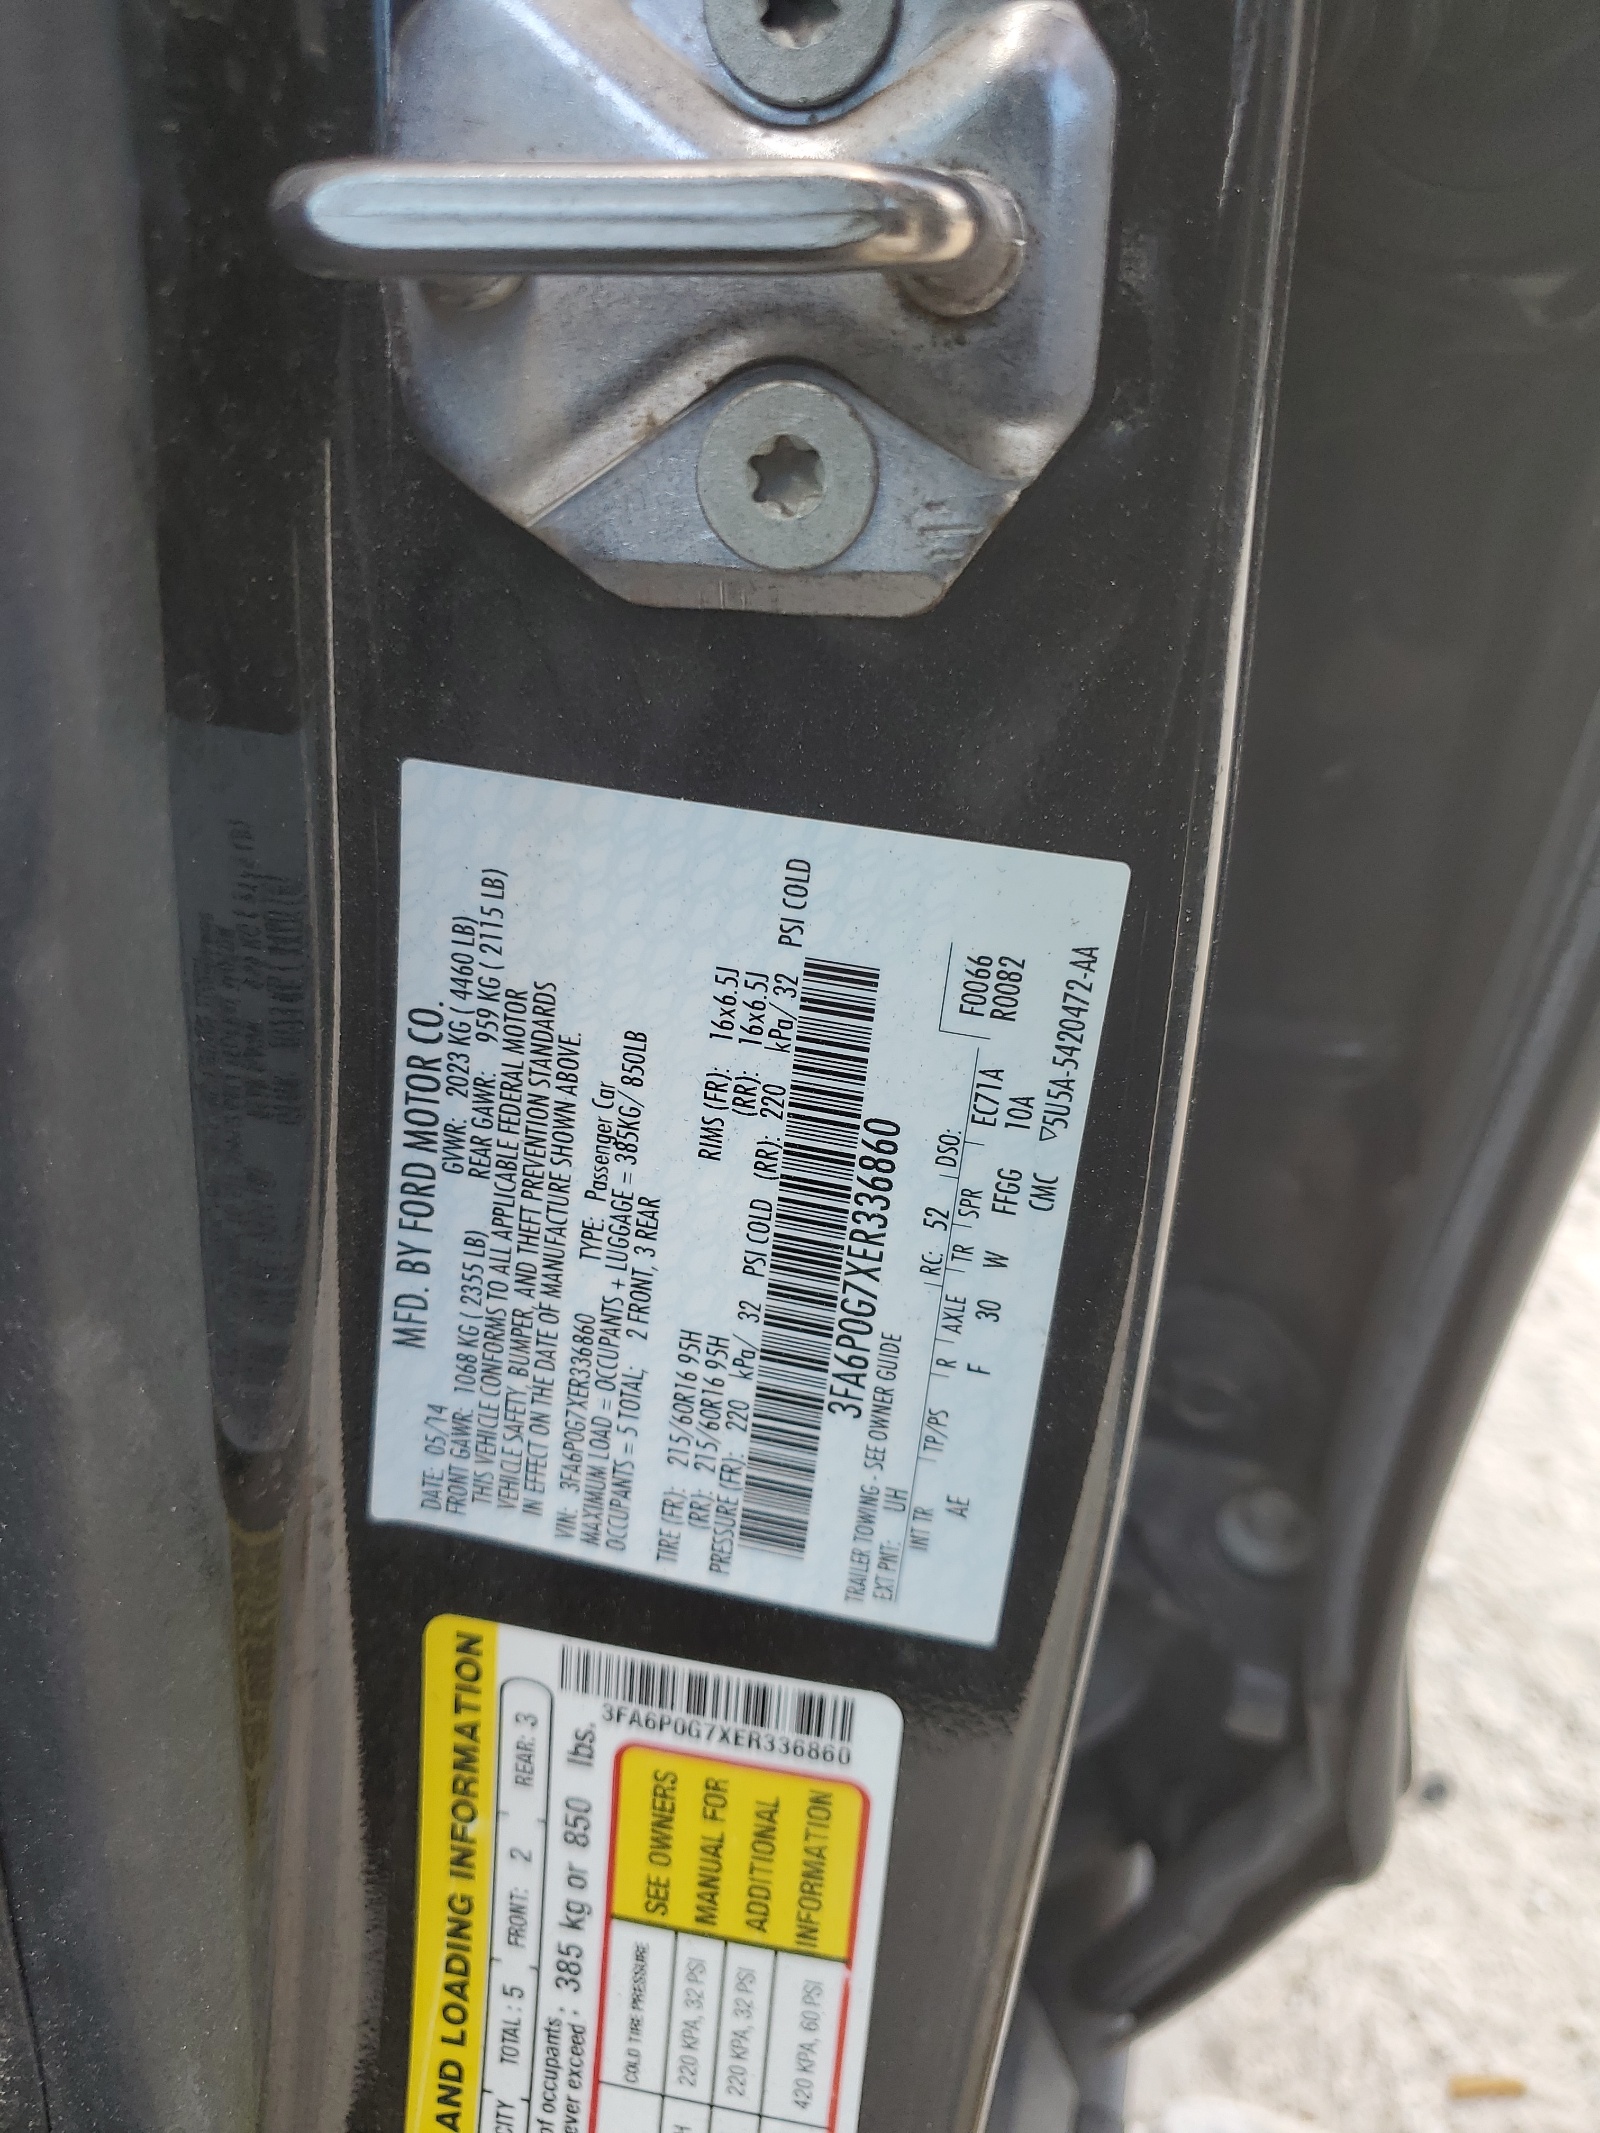 MFD. BY FORD MOTOR CO.
DATE: 05/14 GVWR: 2023 KG ( 4460 LB)
FRONT GAWR: 1068 KG ( 2355 LB) REAR GAWR: 959 KG ( 2115 LB)
THIS VEHICLE CONFORMS TO ALL APPLICABLE FEDERAL MOTOR
VEHICLE SAFETY, BUMPER, AND THEFT PREVENTION STANDARDS
IN EFFECT ON THE DATE OF MANUFACTURE SHOWN ABOVE.
VIN: 3FA6P0G7XER336860 TYPE: Passenger Car
MAXIMUM LOAD = OCCUPANTS + LUGGAGE = 385KG/ 850LB
OCCUPANTS = 5 TOTAL; 2 FRONT, 3 REAR
TIRE (FR): 215/60R16 95H RIMS (FR): 16x6.5J
(RR): 215/60R16 95H (RR): 16x6.5J
PRESSURE (FR): 220 kPa/ 32 PSI COLD (RR): 220 kPa/ 32 PSI COLD
3FA6P0G7XER336860
TRAILER TOWING - SEE OWNER GUIDE
EXT PNT: UH RC: 52 DSO: F0066
R0082
INT TR TP/PS R AXLE TR SPR EC71A
AE F 30 W FFGG 10A
CMC ▽5U5A-5420472-AA
AND LOADING INFORMATION
CITY TOTAL : 5 FRONT: 2 REAR: 3
of occupants :
ever exceed : 385 kg or 850 lbs.
3FA6P0G7XER336860
COLD TIRE PRESSURE
H 220 KPA, 32 PSI
220 KPA, 32 PSI
420 KPA, 60 PSI
SEE OWNERS
MANUAL FOR
ADDITIONAL
INFORMATION